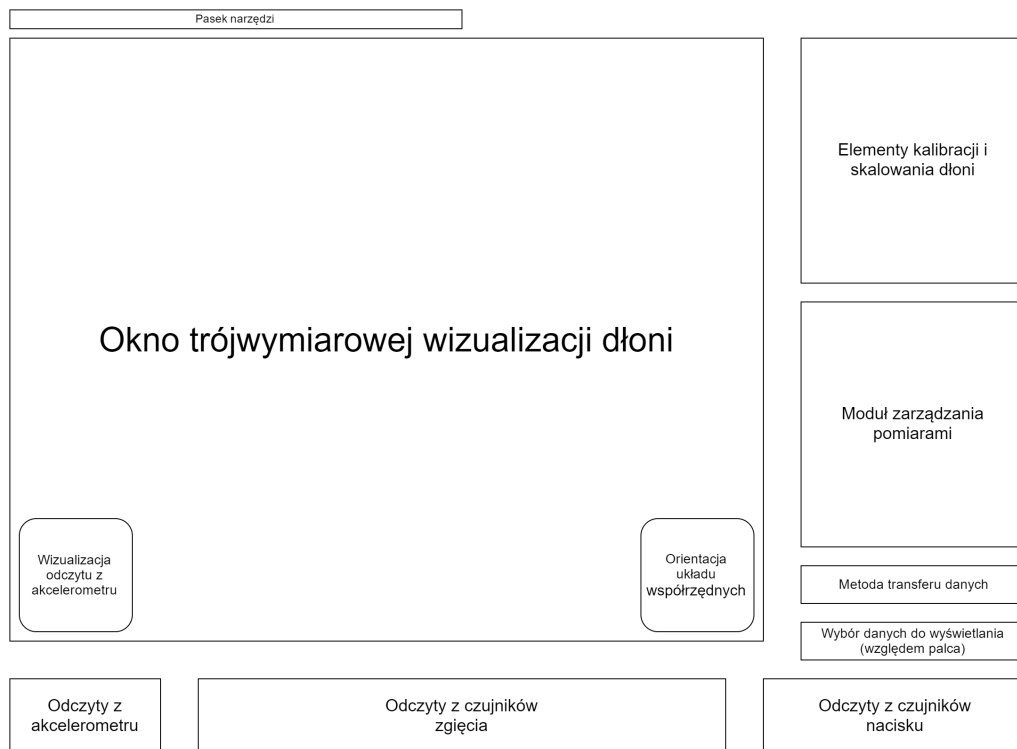 Pasek narzędzi
Elementy kalibracji i
skalowania dłoni
Okno trójwymiarowej wizualizacji dłoni
Moduł zarządzania
pomiarami
Wizualizacja
odczytu z
akcelerometru
Orientacja
układu
współrzędnych
Metoda transferu danych
Wybór danych do wyświetlania
(względem palca)
Odczyty z
akcelerometru
Odczyty z czujników
zgięcia
Odczyty z czujników
nacisku